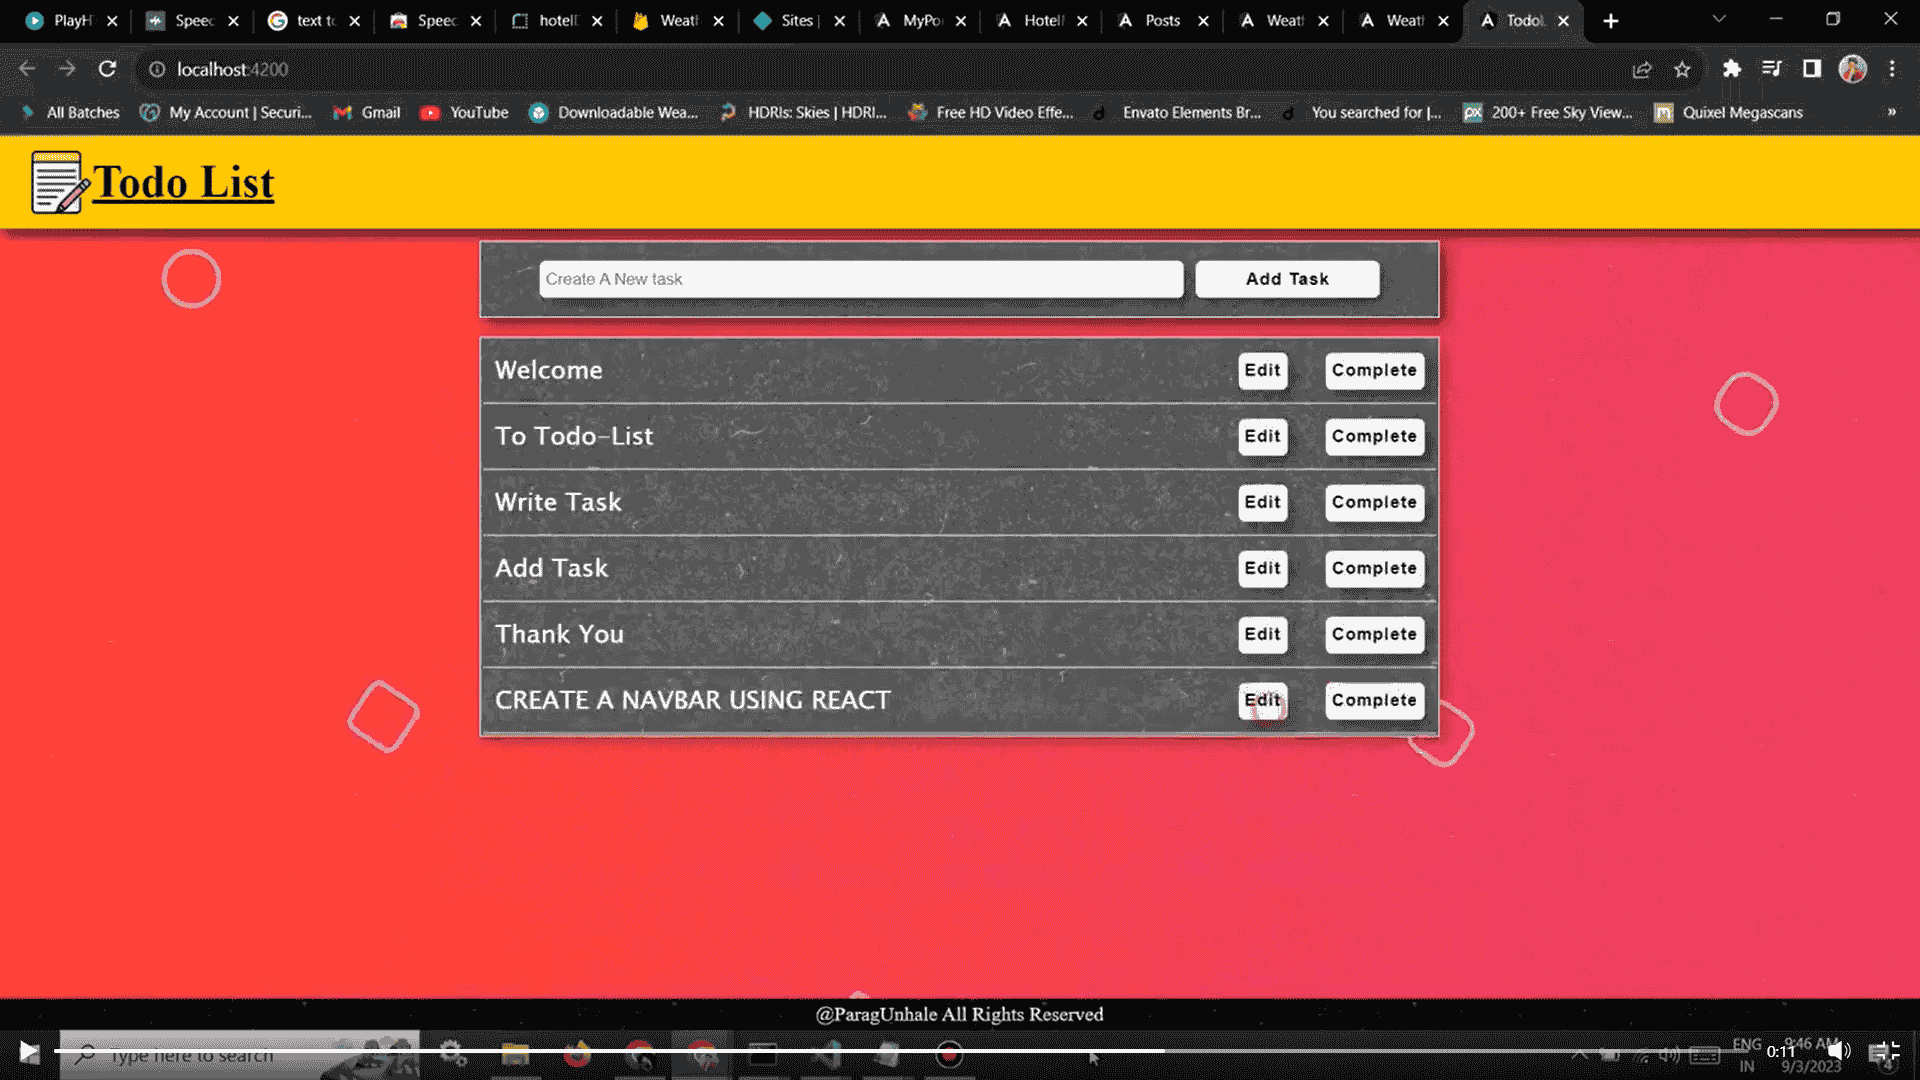 PlayH Speec text to Speec hotelI Weatl Sites | MyPo Hotell Posts Weatl Weatl TodoL
localhost:4200
All Batches My Account | Securi... Gmail YouTube Downloadable Wea... HDRIs: Skies | HDRI... Free HD Video Effe... Envato Elements Br... You searched for |... 200+ Free Sky View... Quixel Megascans »
Todo List
Create A New task Add Task
Welcome Edit Complete
To Todo-List Edit Complete
Write Task Edit Complete
Add Task Edit Complete
Thank You Edit Complete
CREATE A NAVBAR USING REACT Edit Complete
@ParagUnhale All Rights Reserved
Type here to search
ENG
IN
0:11
9:46 AM
9/3/2023